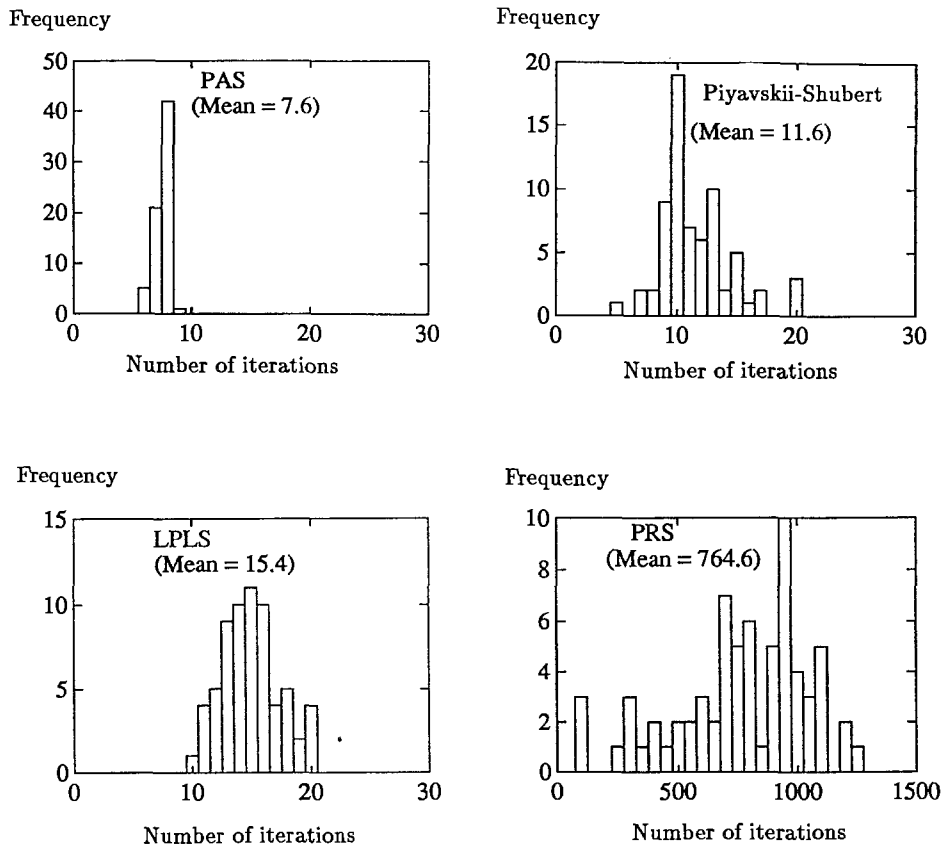 Frequency
50
40
30
20
10
0
PAS
(Mean = 7.6)
0 10 20 30
Number of iterations
Frequency
20
15
10
5
0
Piyavskii-Shubert
(Mean = 11.6)
0 10 20 30
Number of iterations
Frequency
15
10
5
0
LPLS
(Mean = 15.4)
0 10 20 30
Number of iterations
Frequency
10
8
6
4
2
0
PRS
(Mean = 764.6)
0 500 1000 1500
Number of iterations